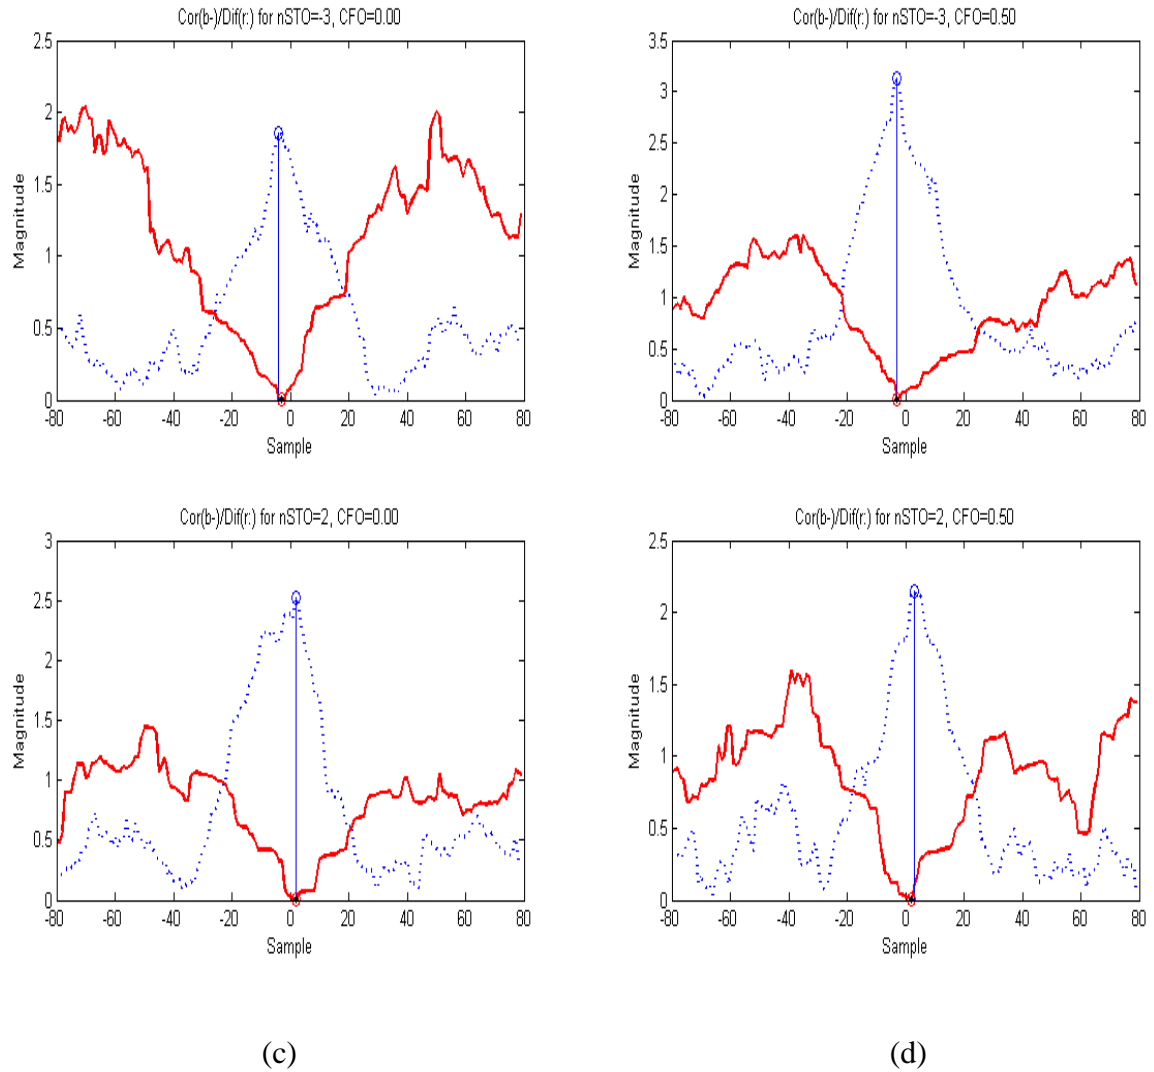 Cor(b-)/Dif(r:) for nSTO=-3, CFO=0.00
Cor(b-)/Dif(r:) for nSTO=-3, CFO=0.50
2.5
2
1.5
1
0.5
0
Magnitude
-80 -60 -40 -20 0 20 40 60 80
Sample
3.5
3
2.5
2
1.5
1
0.5
0
Magnitude
-80 -60 -40 -20 0 20 40 60 80
Sample
Cor(b-)/Dif(r:) for nSTO=2, CFO=0.00
Cor(b-)/Dif(r:) for nSTO=2, CFO=0.50
3
2.5
2
1.5
1
0.5
0
Magnitude
-80 -60 -40 -20 0 20 40 60 80
Sample
2.5
2
1.5
1
0.5
0
Magnitude
-80 -60 -40 -20 0 20 40 60 80
Sample
(c)
(d)